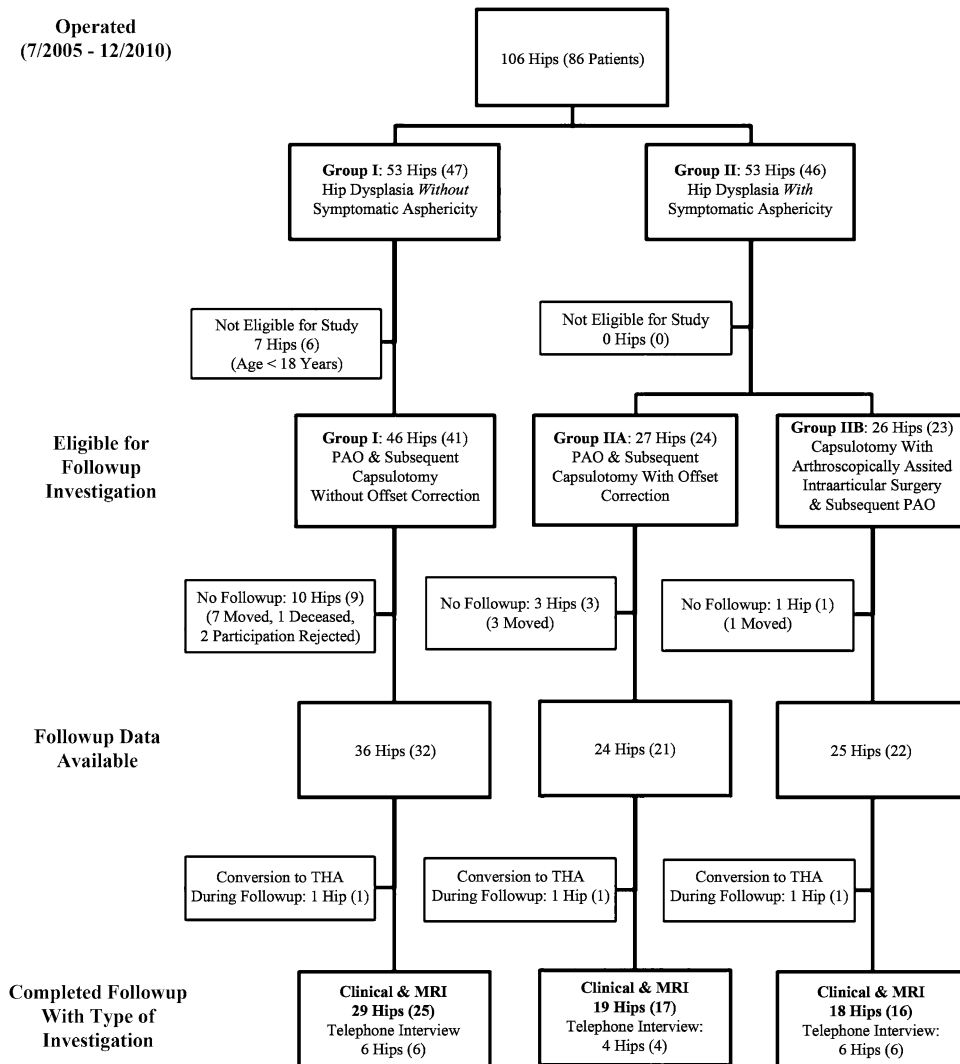 Operated
(7/2005 - 12/2010)
106 Hips (86 Patients)
Group I: 53 Hips (47)
Hip Dysplasia Without
Symptomatic Asphericity
Group II: 53 Hips (46)
Hip Dysplasia With
Symptomatic Asphericity
Not Eligible for Study
7 Hips (6)
(Age < 18 Years)
Not Eligible for Study
0 Hips (0)
Eligible for
Followup
Investigation
Group I: 46 Hips (41)
PAO & Subsequent
Capsulotomy
Without Offset Correction
Group IIA: 27 Hips (24)
PAO & Subsequent
Capsulotomy With Offset
Correction
Group IIB: 26 Hips (23)
Capsulotomy With
Arthroscopically Assited
Intraarticular Surgery
& Subsequent PAO
No Followup: 10 Hips (9)
(7 Moved, 1 Deceased,
2 Participation Rejected)
No Followup: 3 Hips (3)
(3 Moved)
No Followup: 1 Hip (1)
(1 Moved)
Followup Data
Available
36 Hips (32)
24 Hips (21)
25 Hips (22)
Conversion to THA
During Followup: 1 Hip (1)
Conversion to THA
During Followup: 1 Hip (1)
Conversion to THA
During Followup: 1 Hip (1)
Completed Followup
With Type of
Investigation
Clinical & MRI
29 Hips (25)
Telephone Interview
6 Hips (6)
Clinical & MRI
19 Hips (17)
Telephone Interview:
4 Hips (4)
Clinical & MRI
18 Hips (16)
Telephone Interview:
6 Hips (6)